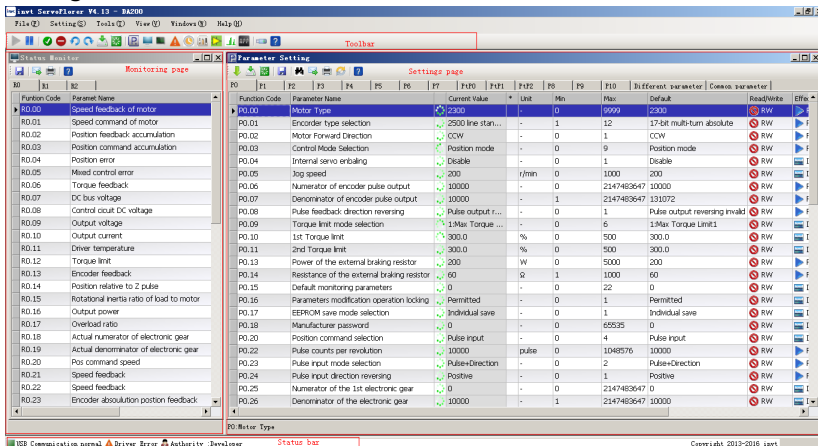 invt ServoPlorer V4.13 - DA200
File(F) Setting(S) Tools(T) View(V) Windows(W) Help(H)
Toolbar
Status Monitor
Monitoring page
R0 R1 R2
Funtion Code Paramet Name
R0.00 Speed feedback of motor
R0.01 Speed command of motor
R0.02 Position feedback accumulation
R0.03 Position command accumulation
R0.04 Position error
R0.05 Mixed control error
R0.06 Torque feedback
R0.07 DC bus voltage
R0.08 Control cicuit DC voltage
R0.09 Output voltage
R0.10 Output current
R0.11 Driver temperature
R0.12 Torque limit
R0.13 Encoder feedback
R0.14 Position relative to Z pulse
R0.15 Rotational inertia ratio of load to motor
R0.16 Output power
R0.17 Overload ratio
R0.18 Actual numerator of electronic gear
R0.19 Actual denorminator of electronic gear
R0.20 Pos command speed
R0.21 Speed feedback
R0.22 Speed feedback
R0.23 Encoder absoulution postion feedback
Parameter Setting
Settings page
P0 P1 P2 P3 P4 P5 P6 P7 PtP0 PtP1 PtP2 P8 P9 P10 Different parameter Common parameter
Function Code Parameter Name Current Value * Unit Min Max Default Read/Write Effec
P0.00 Motor Type 2300 - 0 9999 2300 RW
P0.01 Encorder type selection 2500 line stan... - 1 12 17-bit multi-turn absolute RW
P0.02 Motor Forward Direction CCW - 0 1 CCW RW
P0.03 Control Mode Selection Position mode - 0 9 Position mode RW
P0.04 Internal servo enbaling Disable - 0 1 Disable RW
P0.05 Jog speed 200 r/min 0 1000 200 RW
P0.06 Numerator of encoder pulse output 10000 - 0 2147483647 10000 RW
P0.07 Denominator of encoder pulse output 10000 - 1 2147483647 131072 RW
P0.08 Pulse feedback direction reversing Pulse output r... - 0 1 Pulse output reversing invalid RW
P0.09 Torque limit mode selection 1:Max Torque ... - 0 6 1:Max Torque Limit1 RW
P0.10 1st Torque limit 300.0 % 0 500 300.0 RW
P0.11 2nd Torque limit 300.0 % 0 500 300.0 RW
P0.13 Power of the external braking resistor 200 W 0 5000 200 RW
P0.14 Resistance of the external braking resistor 60 Ω 1 1000 60 RW
P0.15 Default monitoring parameters 0 - 0 22 0 RW
P0.16 Parameters modification operation locking Permitted - 0 1 Permitted RW
P0.17 EEPROM save mode selection Individual save - 0 1 Individual save RW
P0.18 Manufacturer password 0 - 0 65535 0 RW
P0.20 Position command selection Pulse input - 0 4 Pulse input RW
P0.22 Pulse counts per revolution 10000 pulse 0 1048576 10000 RW
P0.23 Pulse input mode selection Pulse+Direction - 0 2 Pulse+Direction RW
P0.24 Pulse input direction reversing Positive - 0 1 Positive RW
P0.25 Numerator of the 1st electronic gear 0 - 0 2147483647 0 RW
P0.26 Denominator of the electronic gear 10000 - 1 2147483647 10000 RW
P0:Motor Type
USB Communication normal Driver Error Authority :Developer
Status bar
Copyright 2013-2016 invt